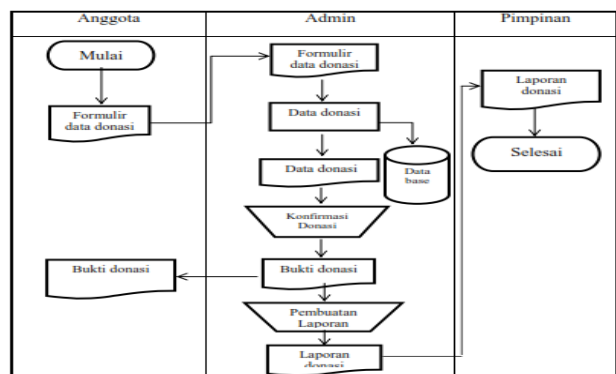 Anggota
Admin
Pimpinan
Mulai
Formulir
data donasi
Formulir
data donasi
Data donasi
Data
base
Data donasi
Konfirmasi
Donasi
Bukti donasi
Bukti donasi
Pembuatan
Laporan
Laporan
donasi
Laporan
donasi
Selesai